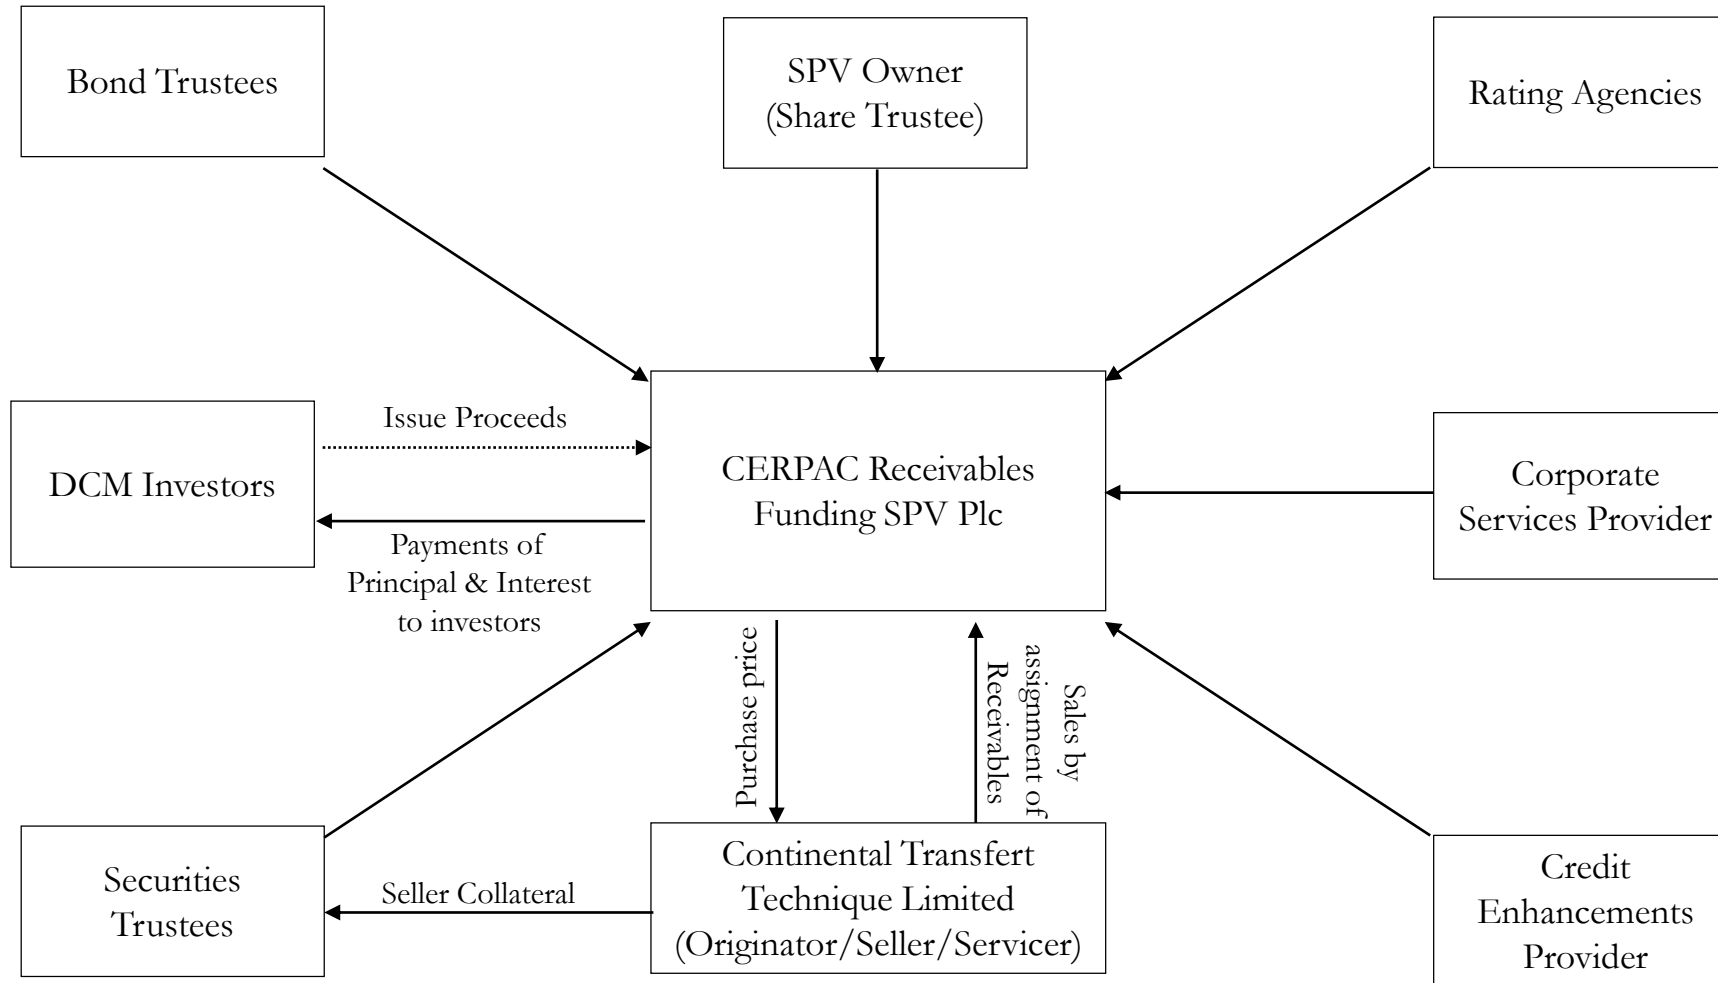 Bond Trustees
SPV Owner
(Share Trustee)
Rating Agencies
Issue Proceeds
DCM Investors
CERPAC Receivables
Funding SPV Plc
Corporate
Services Provider
Payments of
Principal & Interest
to investors
Purchase price
Sales by
assignment of
Receivables
Securities
Trustees
Seller Collateral
Continental Transfert
Technique Limited
(Originator/Seller/Servicer)
Credit
Enhancements
Provider